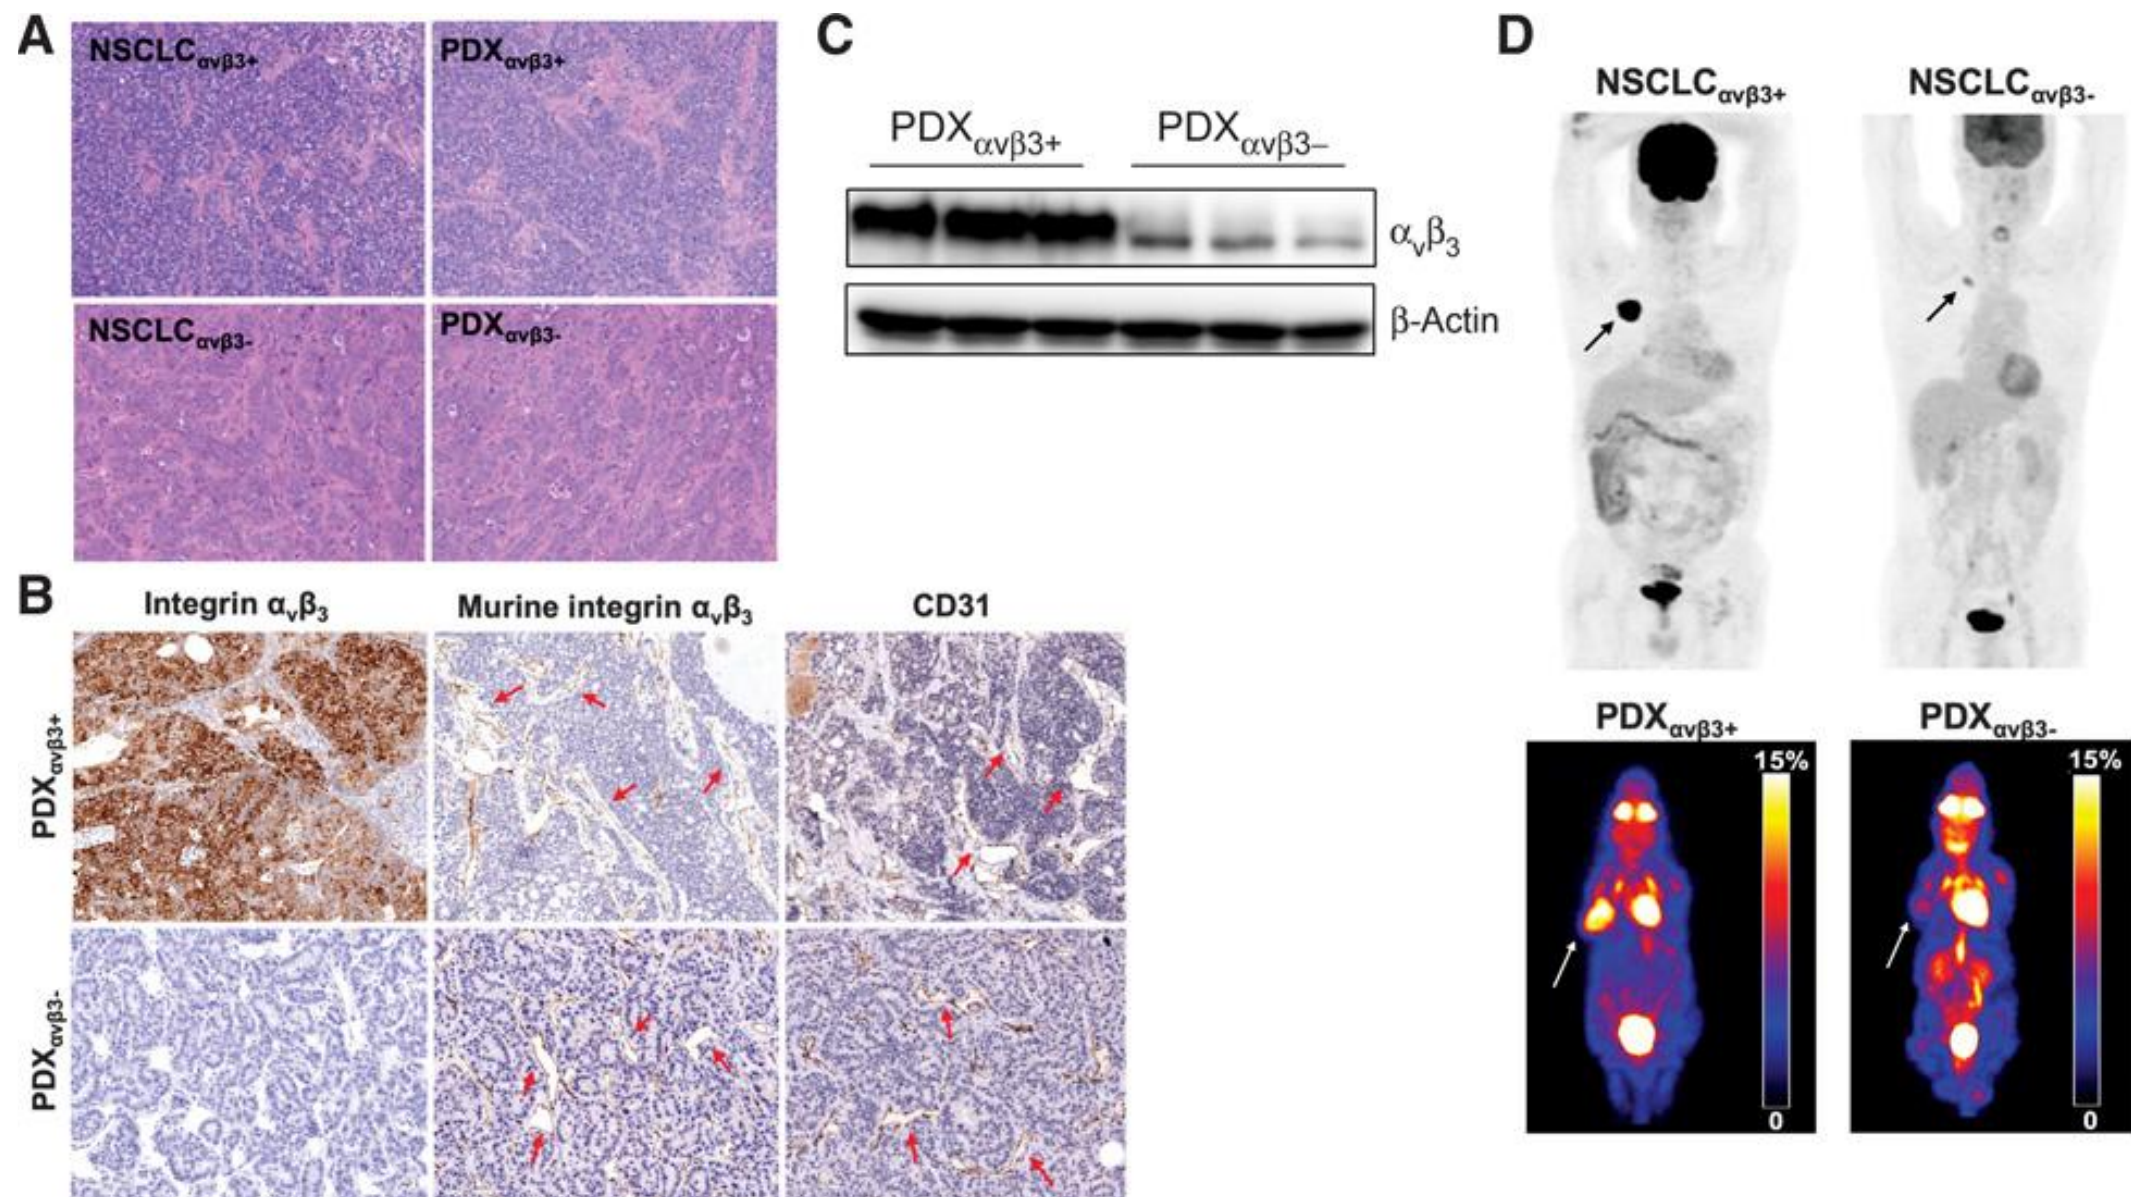 A
NSCLCαvβ3+
PDXαvβ3+
NSCLCαvβ3-
PDXαvβ3-
B
Integrin αvβ3
Murine integrin αvβ3
CD31
PDXαvβ3+
PDXαvβ3-
C
PDXαvβ3+
PDXαvβ3–
αvβ3
β-Actin
D
NSCLCαvβ3+
NSCLCαvβ3-
PDXαvβ3+
PDXαvβ3-
15%
0
15%
0